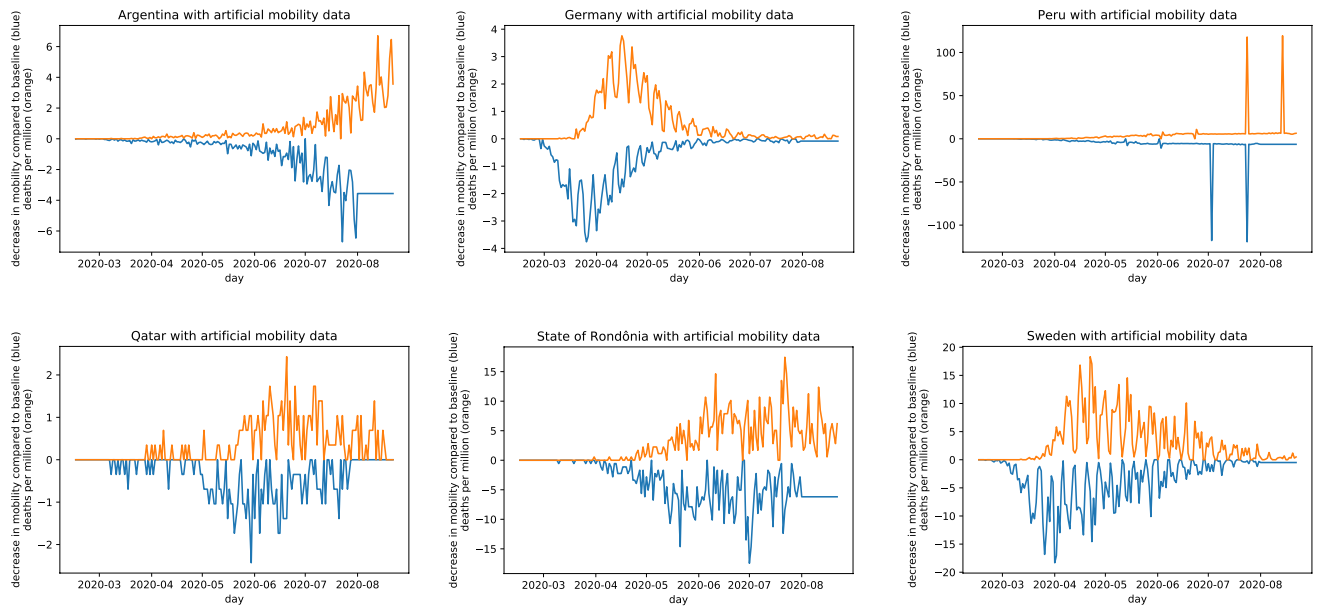 Argentina with artificial mobility data
decrease in mobility compared to baseline (blue)
deaths per million (orange)
6
4
2
0
−2
−4
−6
2020-03 2020-04 2020-05 2020-06 2020-07 2020-08
day
Germany with artificial mobility data
decrease in mobility compared to baseline (blue)
deaths per million (orange)
4
3
2
1
0
−1
−2
−3
−4
2020-03 2020-04 2020-05 2020-06 2020-07 2020-08
day
Peru with artificial mobility data
decrease in mobility compared to baseline (blue)
deaths per million (orange)
100
50
0
−50
−100
2020-03 2020-04 2020-05 2020-06 2020-07 2020-08
day
Qatar with artificial mobility data
decrease in mobility compared to baseline (blue)
deaths per million (orange)
2
1
0
−1
−2
2020-03 2020-04 2020-05 2020-06 2020-07 2020-08
day
State of Rondônia with artificial mobility data
decrease in mobility compared to baseline (blue)
deaths per million (orange)
15
10
5
0
−5
−10
−15
2020-03 2020-04 2020-05 2020-06 2020-07 2020-08
day
Sweden with artificial mobility data
decrease in mobility compared to baseline (blue)
deaths per million (orange)
20
15
10
5
0
−5
−10
−15
−20
2020-03 2020-04 2020-05 2020-06 2020-07 2020-08
day